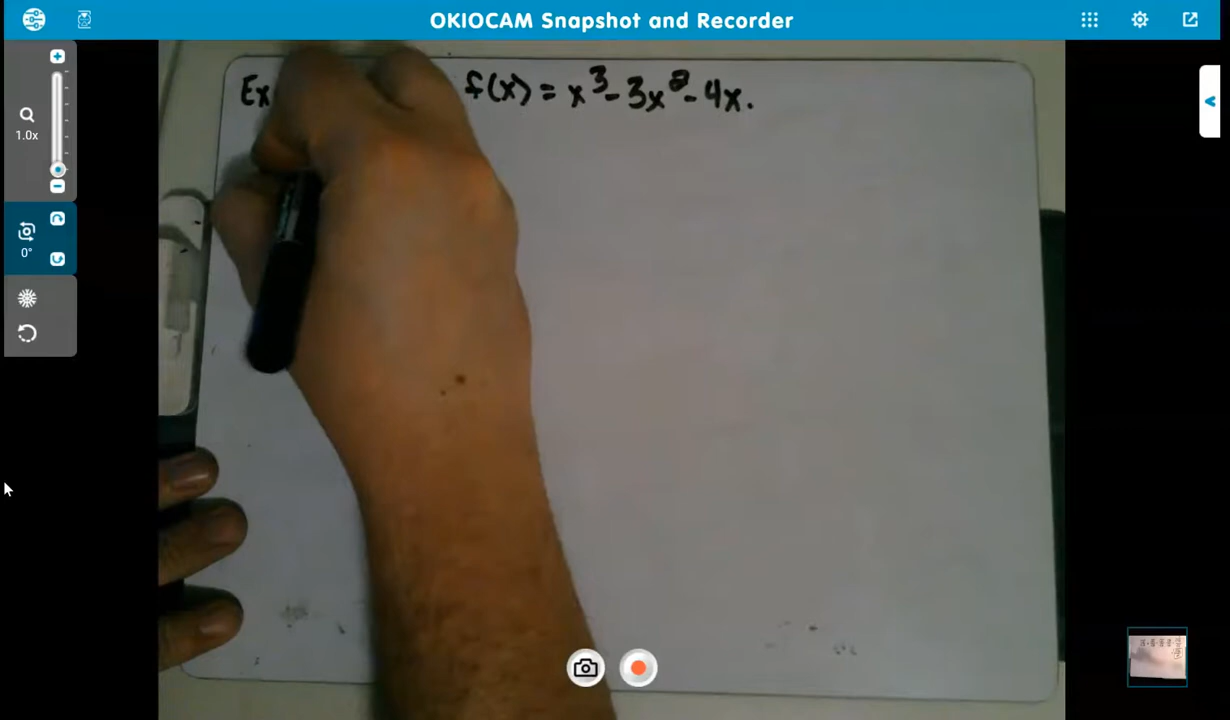 OKIOCAM Snapshot and Recorder
1.0x
0°
Ex f(x) = x³ - 3x² - 4x.